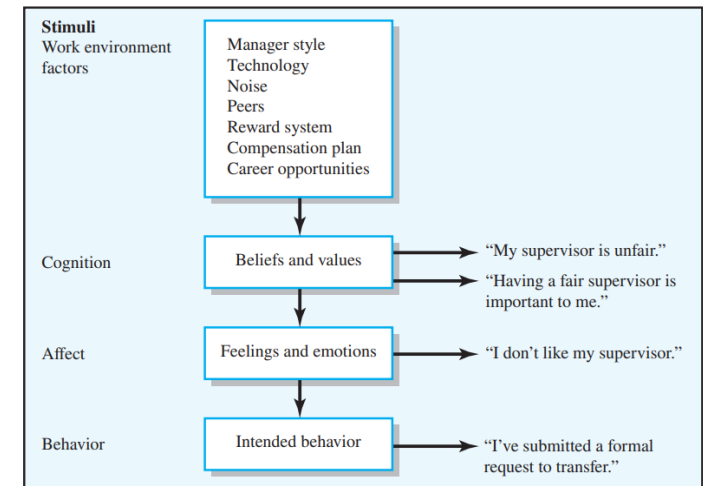 Stimuli
Work environment
factors
Manager style
Technology
Noise
Peers
Reward system
Compensation plan
Career opportunities
Cognition
Beliefs and values
“My supervisor is unfair.”
“Having a fair supervisor is
important to me.”
Affect
Feelings and emotions
“I don’t like my supervisor.”
Behavior
Intended behavior
“I’ve submitted a formal
request to transfer.”